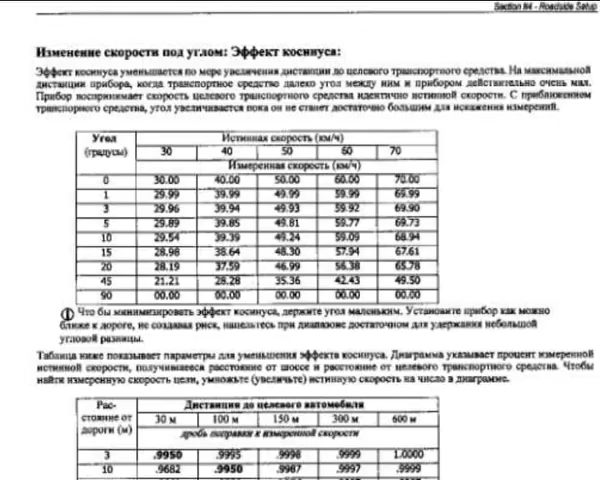 Section #4 - Roadside Setup
Изменение скорости под углом: Эффект косинуса:
Эффект косинуса уменьшается по мере увеличения дистанции до целевого транспортного средства. На максимальной
дистанции прибора, когда транспортное средство далеко угол между ним и прибором действительно очень мал.
Прибор воспринимает скорость целевого транспортного средства идентично истинной скорости. С приближением
транспортного средства, угол увеличивается пока он не станет достаточно большим для искажения измерений.
Угол Истинная скорость (км/ч)
(градусы) 30 40 50 60 70
Измеренная скорость (км/ч)
0 30.00 40.00 50.00 60.00 70.00
1 29.99 39.99 49.99 59.99 69.99
3 29.96 39.94 49.93 59.92 69.90
5 29.89 39.85 49.81 59.77 69.73
10 29.54 39.39 49.24 59.09 68.94
15 28.98 38.64 48.30 57.94 67.61
20 28.19 37.59 46.99 56.38 65.78
45 21.21 28.28 35.36 42.43 49.50
90 00.00 00.00 00.00 00.00 00.00
Что бы минимизировать эффект косинуса, держите угол маленьким. Установите прибор как можно
ближе к дороге, не создавая риск, нацельтесь при диапазоне достаточном для удержания небольшой
угловой разницы.
Таблица ниже показывает параметры для уменьшения эффекта косинуса. Диаграмма указывает процент измеренной
истинной скорости, получившиеся расстояние от шоссе и расстояние от целевого транспортного средства. Чтобы
найти измеренную скорость цели, умножьте (увеличьте) истинную скорость на число в диаграмме.
Рас- Дистанция до целевого автомобиля
стояние от 30 м 100 м 150 м 300 м 600 м
дороги (м) дробь поправки к измеренной скорости
3 .9950 .9995 .9998 .9999 1.0000
10 .9682 .9950 .9987 .9997 .9999